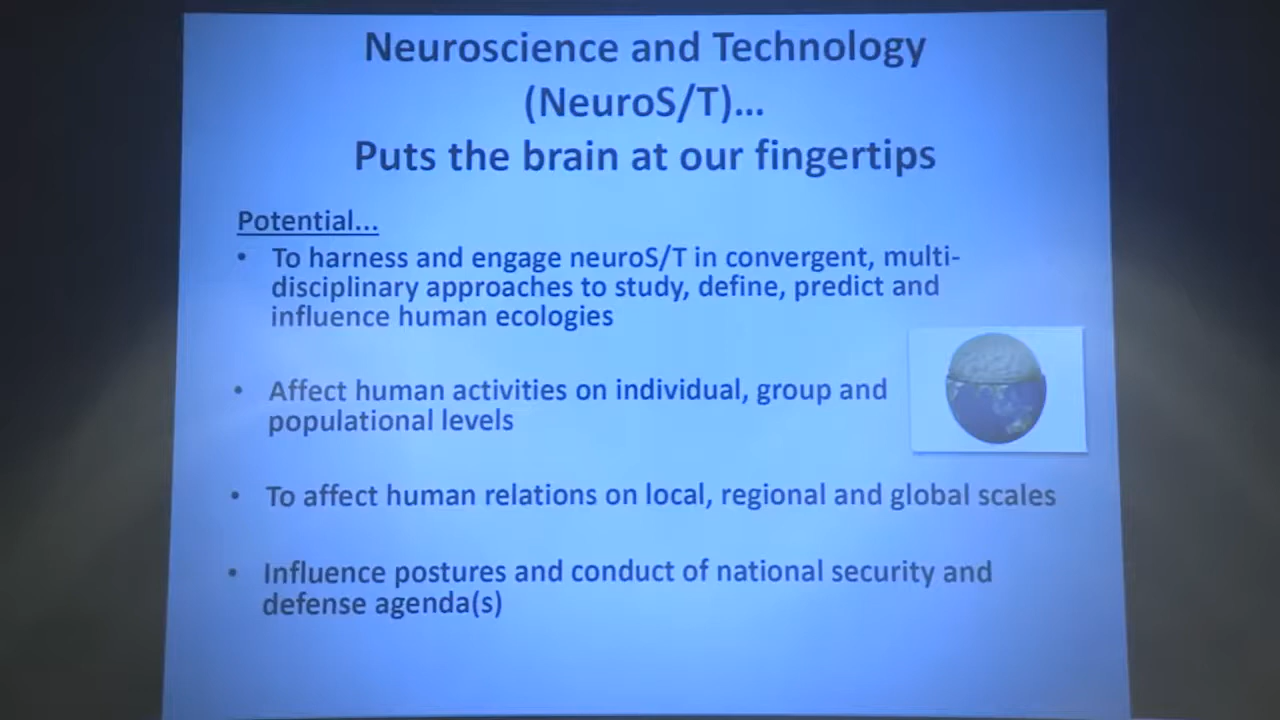 Neuroscience and Technology
(NeuroS/T)...
Puts the brain at our fingertips
Potential...
• To harness and engage neuroS/T in convergent, multi-
disciplinary approaches to study, define, predict and
influence human ecologies
• Affect human activities on individual, group and
populational levels
• To affect human relations on local, regional and global scales
• Influence postures and conduct of national security and
defense agenda(s)